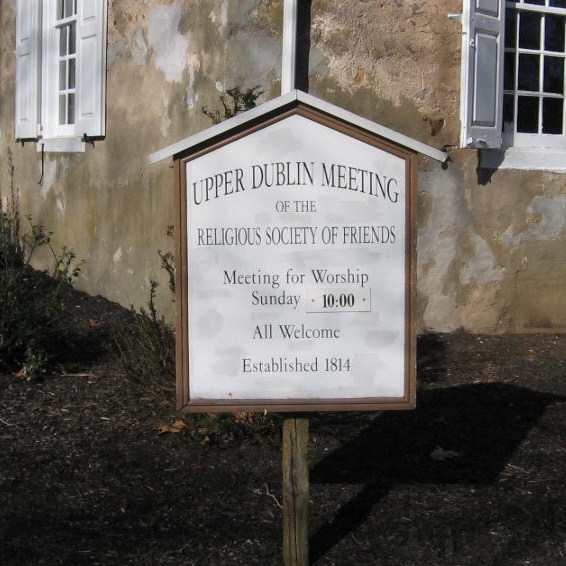 UPPER DUBLIN MEETING
OF THE
RELIGIOUS SOCIETY OF FRIENDS
Meeting for Worship
Sunday · 10:00 ·
All Welcome
Established 1814